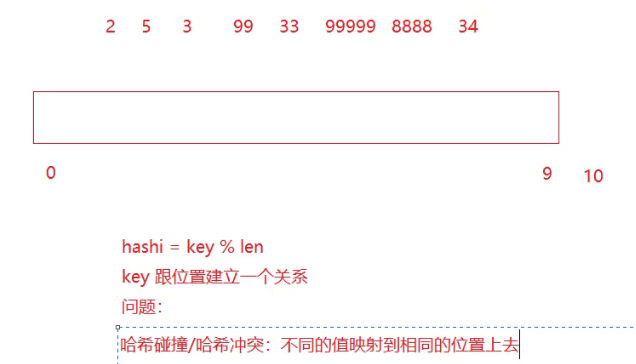 2 5 3 99 33 99999 8888 34
0 9 10
hashi = key % len
key 跟位置建立一个关系
问题：
哈希碰撞/哈希冲突：不同的值映射到相同的位置上去